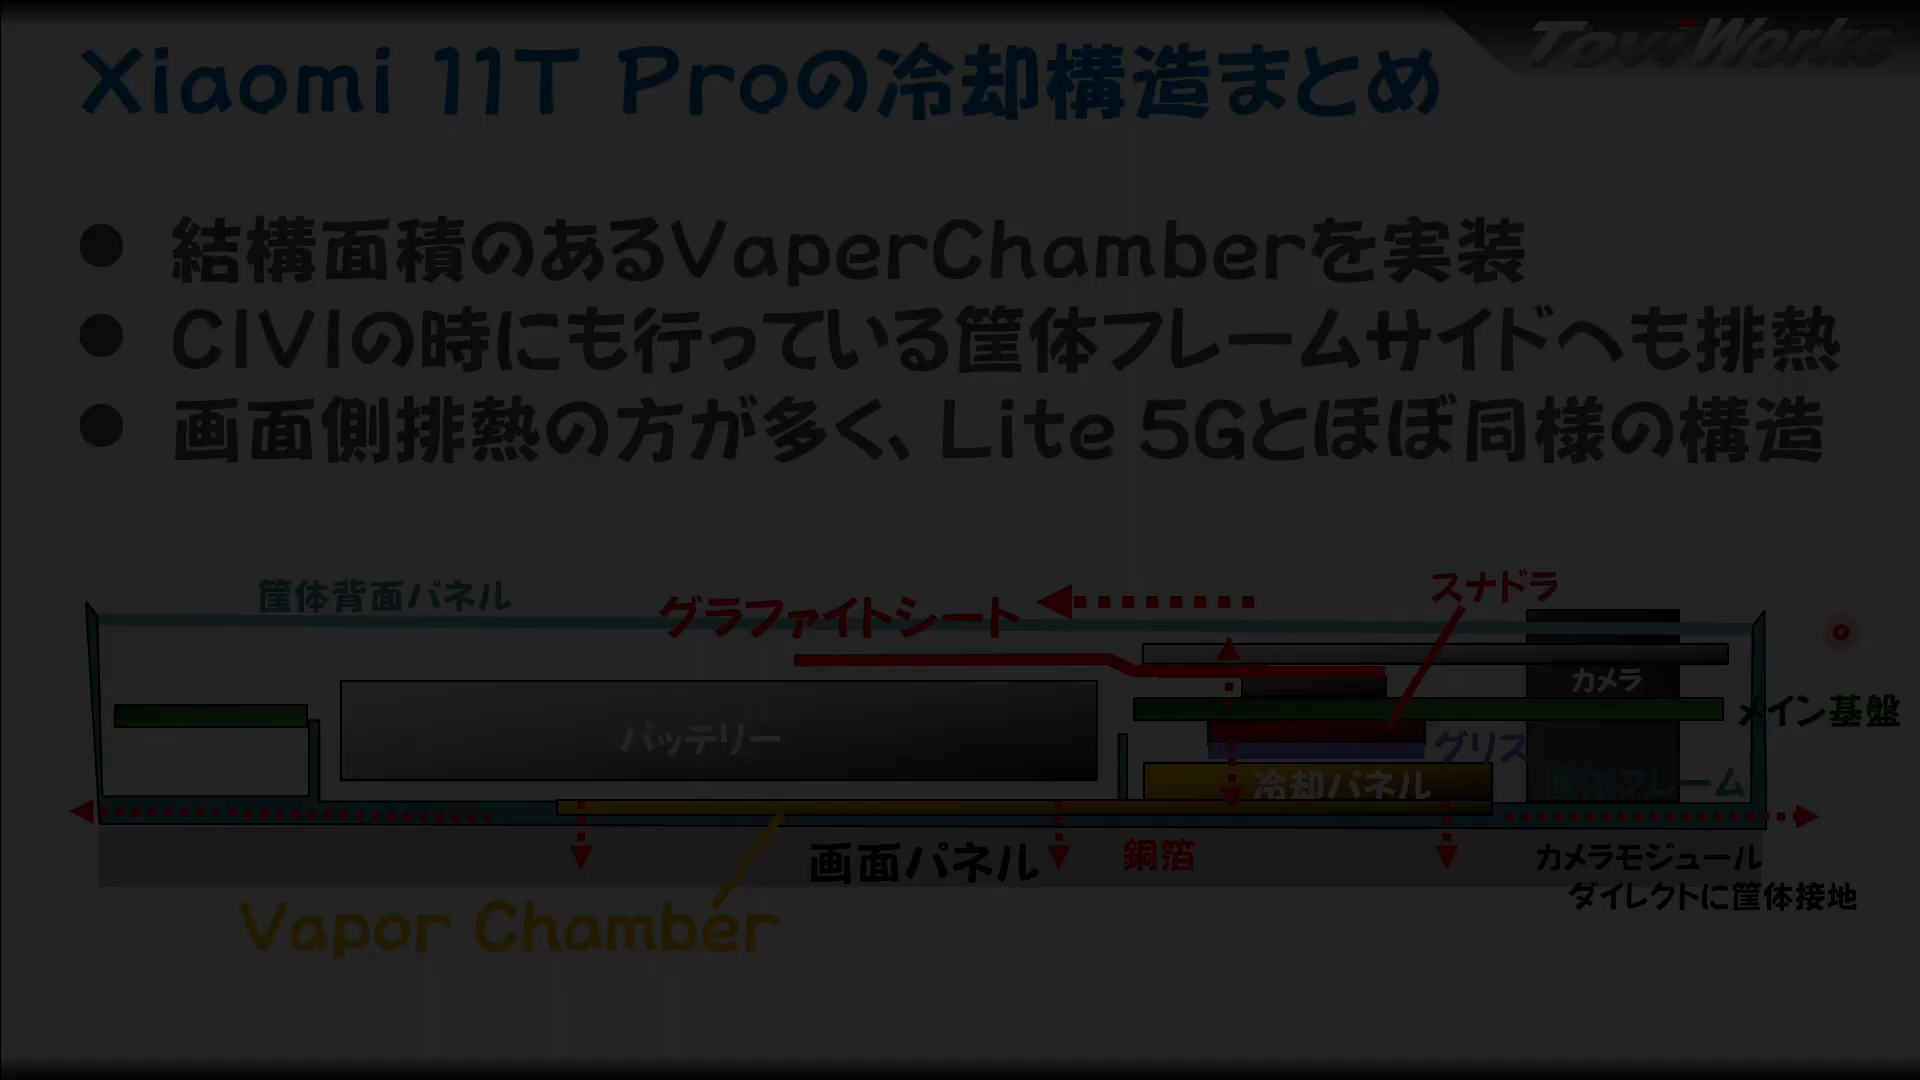 ToviWorks
Xiaomi 11T Proの冷却構造まとめ
● 結構面積のあるVaperChamberを実装
● CIVIの時にも行っている筐体フレームサイドへも排熱
● 画面側排熱の方が多く、Lite 5Gとほぼ同様の構造
スナドラ
筐体背面パネル
グラファイトシート
カメラ
メイン基盤
バッテリー
グリス
冷却パネル
筐体フレーム
画面パネル
銅箔
カメラモジュール
ダイレクトに筐体接地
Vapor Chamber